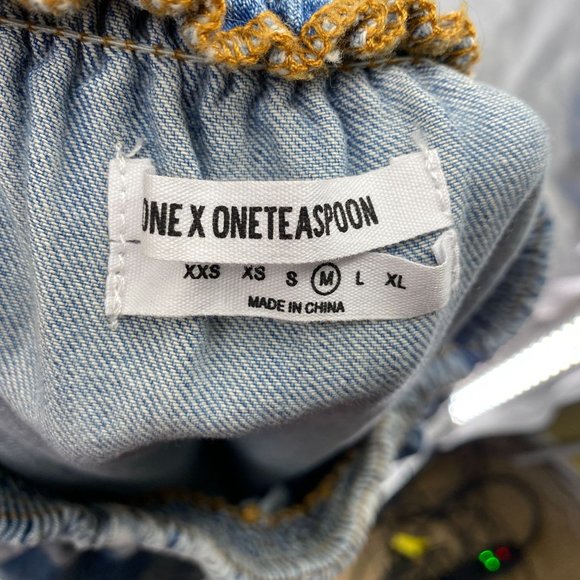 ONE X ONETEASPOON
XXS XS S M L XL
MADE IN CHINA